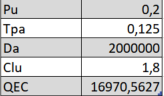 Pu 0,2
Tpa 0,125
Da 2000000
Clu 1,8
QEC 16970,5627